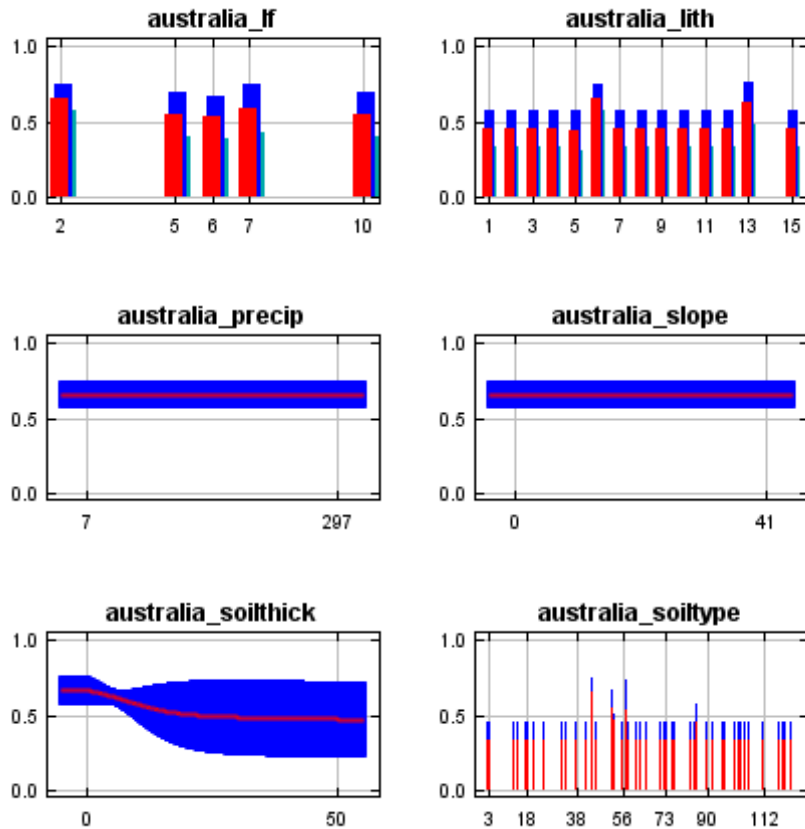 australia_lf australia_lith
1.0 1.0
0.5 0.5
0.0 0.0
2 5 6 7 10 1 3 5 7 9 11 13 15
australia_precip australia_slope
1.0 1.0
0.5 0.5
0.0 0.0
7 297 0 41
australia_soilthick australia_soiltype
1.0 1.0
0.5 0.5
0.0 0.0
0 50 3 18 38 56 73 90 112